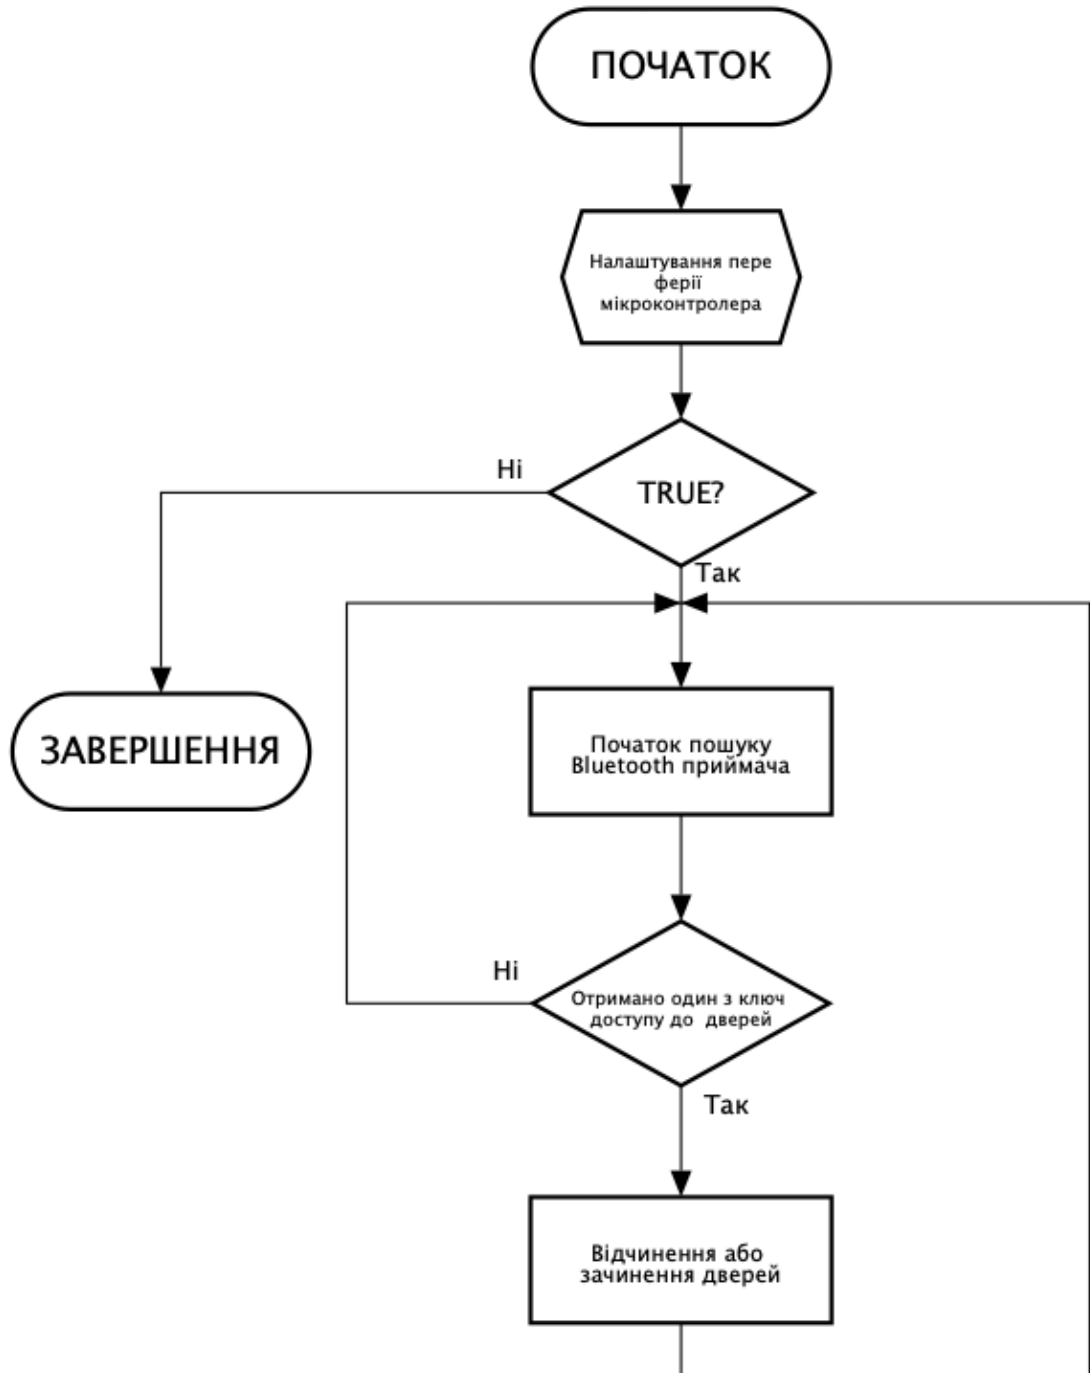 ПОЧАТОК
Налаштування пере
ферії
мікроконтролера
Ні
TRUE?
Так
ЗАВЕРШЕННЯ
Початок пошуку
Bluetooth приймача
Ні
Отримано один з ключ
доступу до дверей
Так
Відчинення або
зачинення дверей